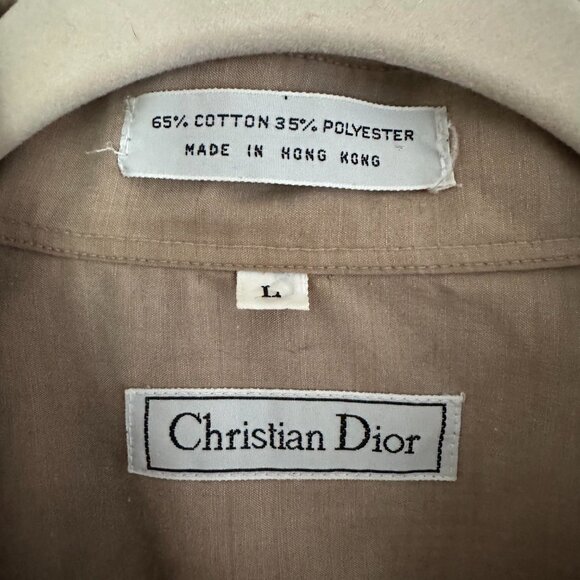 65% COTTON 35% POLYESTER
MADE IN HONG KONG
L
Christian Dior